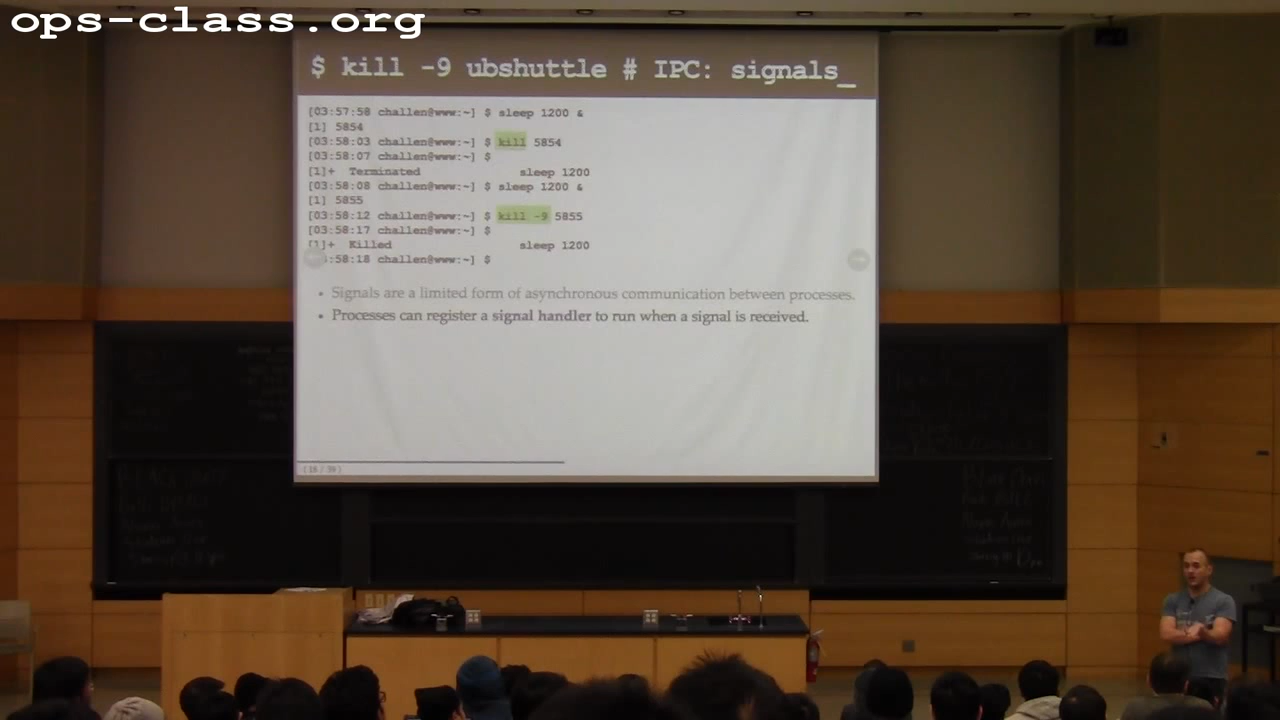 ops-class.org
$ kill -9 ubshuttle # IPC: signals_
[03:57:58 challen@www:~] $ sleep 1200 &
[1] 5854
[03:58:03 challen@www:~] $ kill 5854
[03:58:07 challen@www:~] $
[1]+ Terminated sleep 1200
[03:58:08 challen@www:~] $ sleep 1200 &
[1] 5855
[03:58:12 challen@www:~] $ kill -9 5855
[03:58:17 challen@www:~] $
[1]+ Killed sleep 1200
:58:18 challen@www:~] $
• Signals are a limited form of asynchronous communication between processes.
• Processes can register a signal handler to run when a signal is received.
(18 / 39)